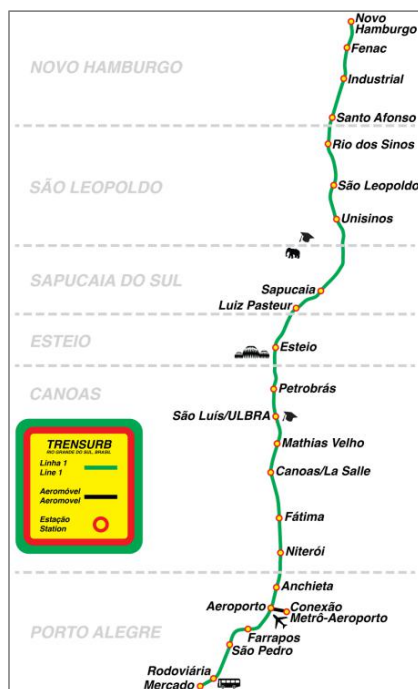 Novo
Hamburgo
Fenac
NOVO HAMBURGO
Industrial
Santo Afonso
Rio dos Sinos
SÃO LEOPOLDO
São Leopoldo
Unisinos
SAPUCAIA DO SUL
Sapucaia
Luiz Pasteur
ESTEIO
Esteio
CANOAS
Petrobrás
São Luís/ULBRA
Mathias Velho
Canoas/La Salle
Fátima
Niterói
TRENSURB
RIO GRANDE DO SUL, BRASIL
Linha 1
Line 1
Aeromóvel
Aeromovel
Estação
Station
Anchieta
Aeroporto
Conexão
Metrô-Aeroporto
PORTO ALEGRE
Farrapos
São Pedro
Rodoviária
Mercado